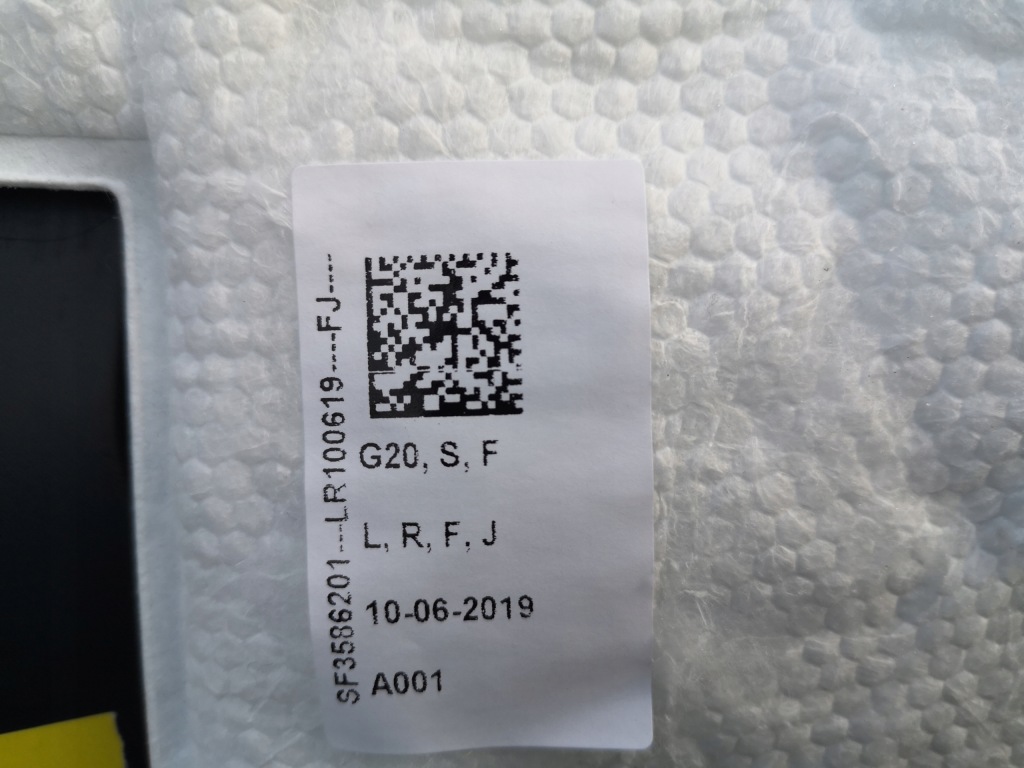 G20, S, F
L, R, F, J
10-06-2019
A001
SF3586201---LR100619---FJ----